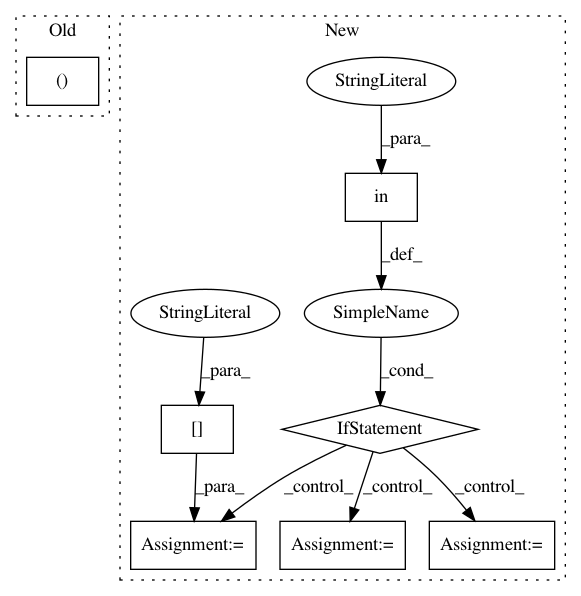 Old
New
()
StringLiteral
_para_
in
_def_
StringLiteral
SimpleName
_para_
_cond_
[]
IfStatement
_para_
_control_
_control_
_control_
Assignment:=
Assignment:=
Assignment:=